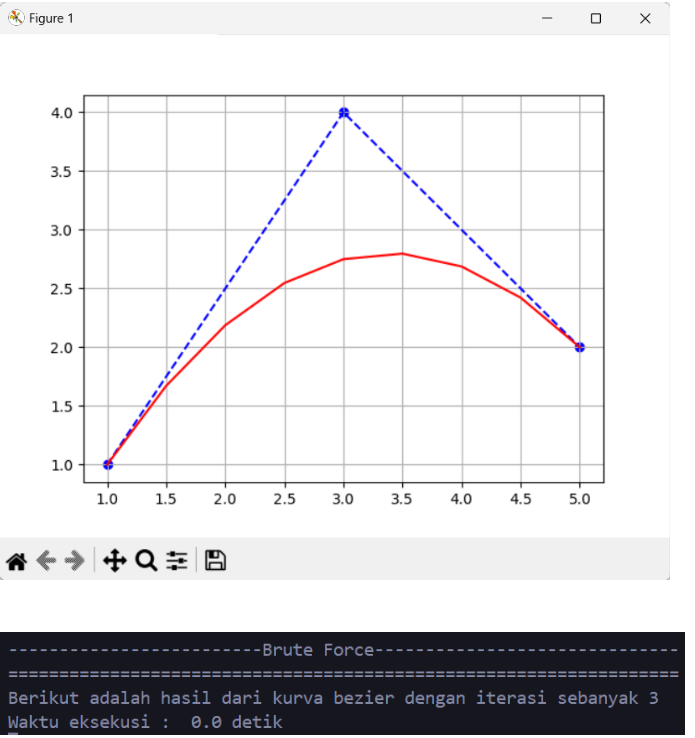 Figure 1
4.0
3.5
3.0
2.5
2.0
1.5
1.0
1.0 1.5 2.0 2.5 3.0 3.5 4.0 4.5 5.0
-------------------------Brute Force------------------------------
==================================================================
Berikut adalah hasil dari kurva bezier dengan iterasi sebanyak 3
Waktu eksekusi :  0.0 detik